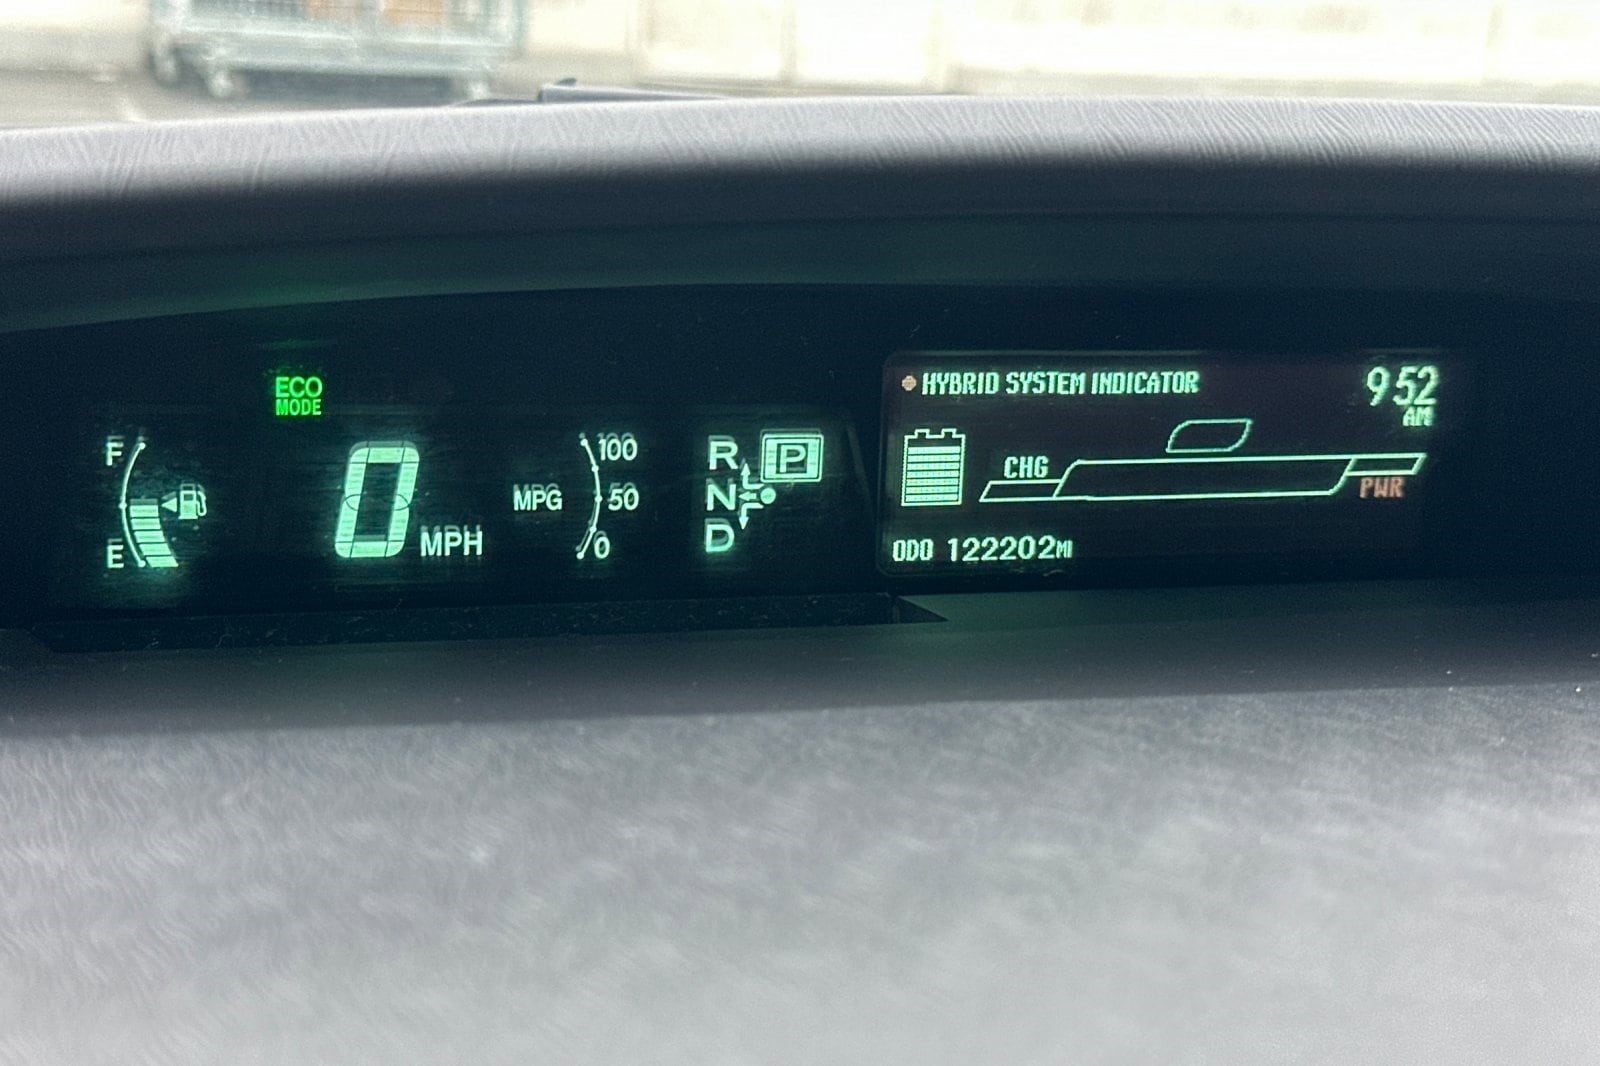 ECO
MODE
F
E
0 MPH
MPG
100
50
0
R
N
D
P
HYBRID SYSTEM INDICATOR
9 52
AM
CHG
PWR
ODO 122202MI